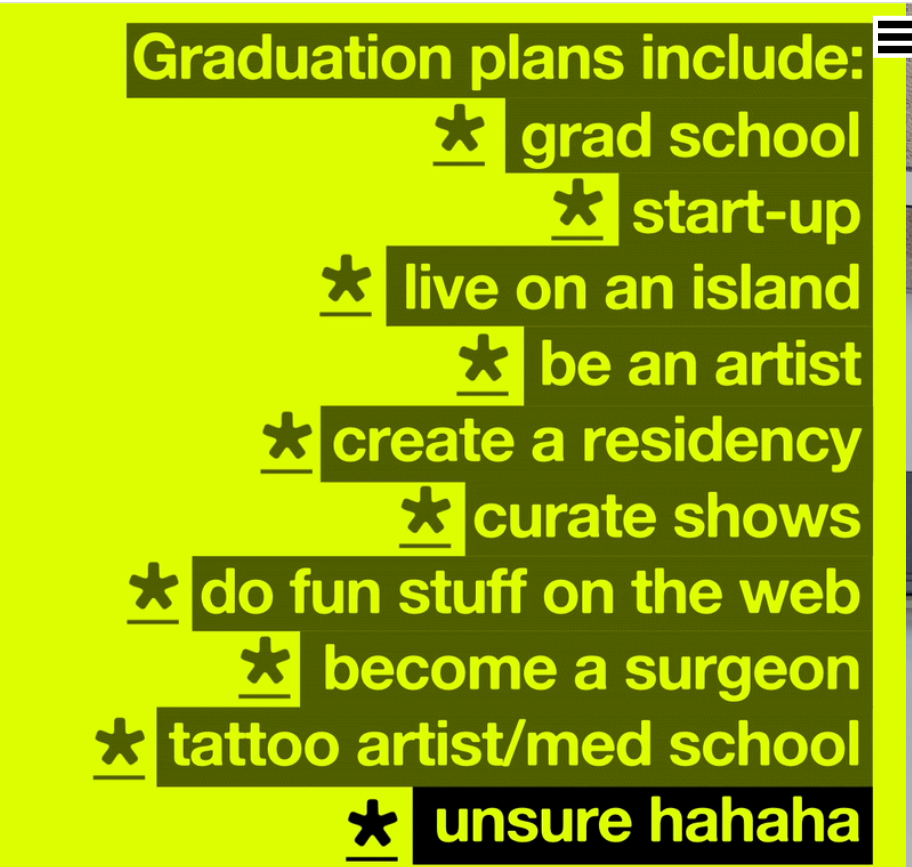 Graduation plans include:
* grad school
* start-up
* live on an island
* be an artist
* create a residency
* curate shows
* do fun stuff on the web
* become a surgeon
* tattoo artist/med school
* unsure hahaha